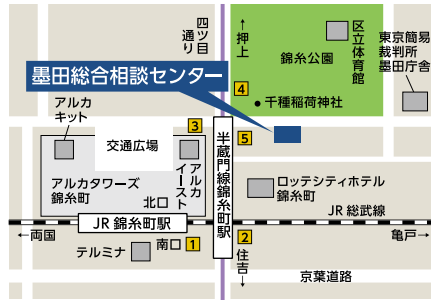 四ツ目
通り
↑
押
上
区立体育館
錦糸公園
東京簡易
裁判所
墨田庁舎
墨田総合相談センター
4
千種稲荷神社
アルカ
キット
交通広場
3
5
アルカ
イースト
半蔵門線錦糸町駅
アルカタワーズ
錦糸町
北口
ロッテシティホテル
錦糸町
JR 総武線
JR 錦糸町駅
←両国
亀戸→
テルミナ
南口
1
2
住
吉
↓
京葉道路